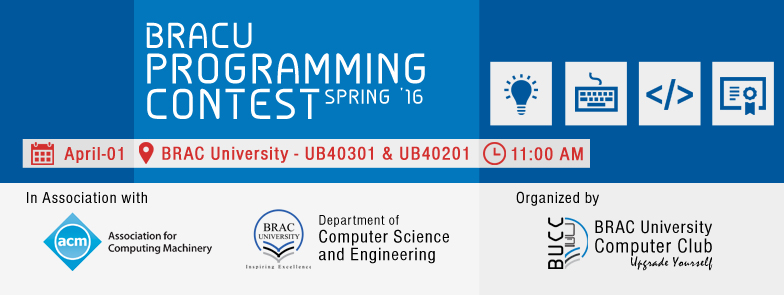 BRACU
PROGRAMMING
CONTEST SPRING '16
</>
April-01 BRAC University - UB40301 & UB40201 11:00 AM
In Association with
acm Association for
Computing Machinery
BRAC
UNIVERSITY
Inspiring Excellence
Department of
Computer Science
and Engineering
Organized by
BUCC
BRAC University
Computer Club
Upgrade Yourself